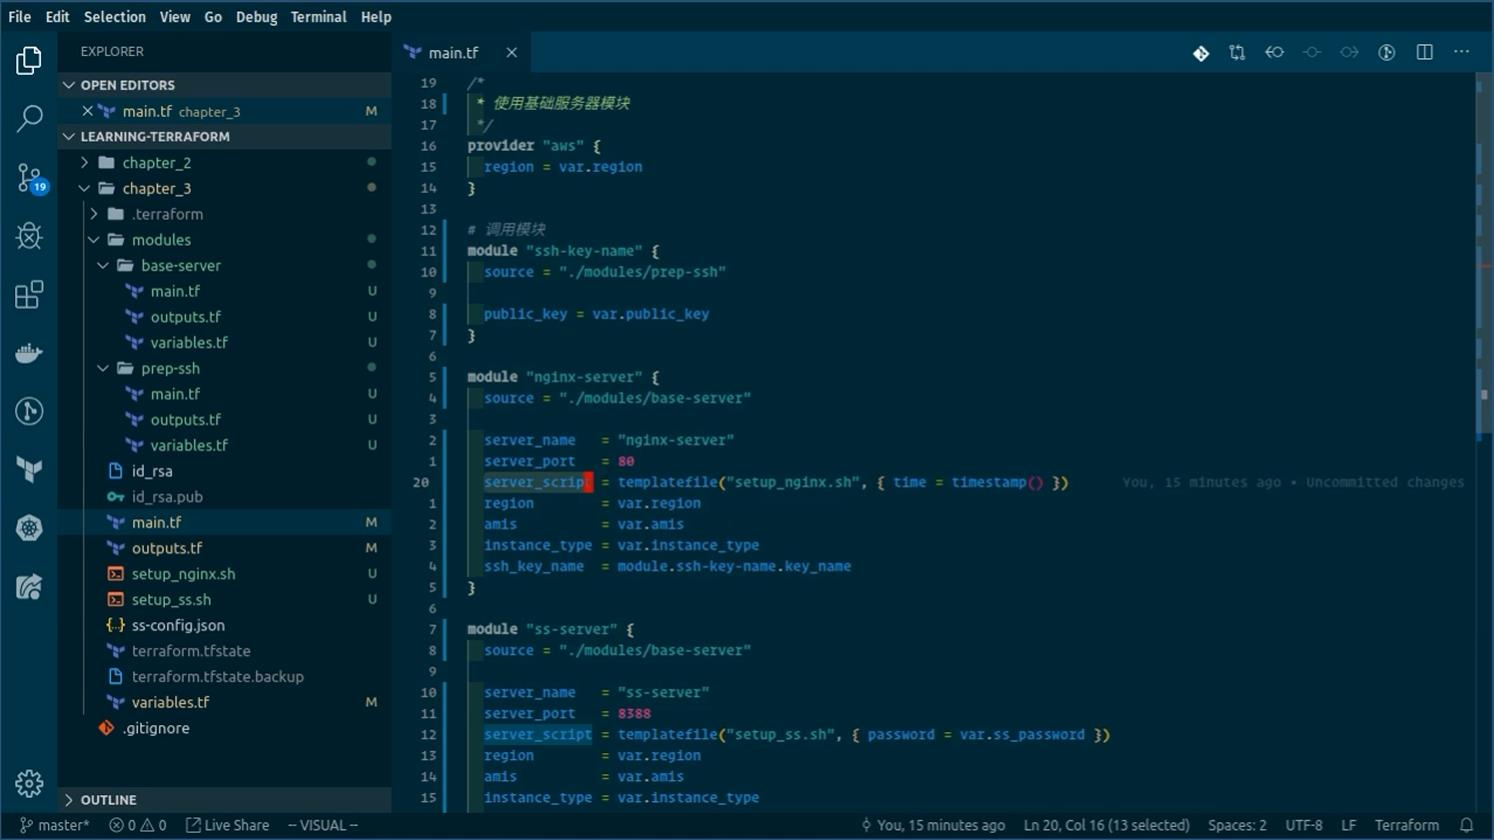 File Edit Selection View Go Debug Terminal Help
EXPLORER
OPEN EDITORS
main.tf chapter_3 M
LEARNING-TERRAFORM
chapter_2
19
chapter_3
.terraform
modules
base-server
main.tf U
outputs.tf U
variables.tf U
prep-ssh
main.tf U
outputs.tf U
variables.tf U
id_rsa
id_rsa.pub
main.tf M
outputs.tf M
setup_nginx.sh U
setup_ss.sh U
{..} ss-config.json
terraform.tfstate
terraform.tfstate.backup
variables.tf M
.gitignore
OUTLINE
main.tf
19 /*
18 * 使用基础服务器模块
17 */
16 provider "aws" {
15 region = var.region
14 }
13
12 # 调用模块
11 module "ssh-key-name" {
10 source = "./modules/prep-ssh"
9
8 public_key = var.public_key
7 }
6
5 module "nginx-server" {
4 source = "./modules/base-server"
3
2 server_name = "nginx-server"
1 server_port = 80
20 server_script = templatefile("setup_nginx.sh", { time = timestamp() }) You, 15 minutes ago • Uncommitted changes
1 region = var.region
2 amis = var.amis
3 instance_type = var.instance_type
4 ssh_key_name = module.ssh-key-name.key_name
5 }
6
7 module "ss-server" {
8 source = "./modules/base-server"
9
10 server_name = "ss-server"
11 server_port = 8388
12 server_script = templatefile("setup_ss.sh", { password = var.ss_password })
13 region = var.region
14 amis = var.amis
15 instance_type = var.instance_type
master* 0 0 Live Share -- VISUAL -- You, 15 minutes ago Ln 20, Col 16 (13 selected) Spaces: 2 UTF-8 LF Terraform